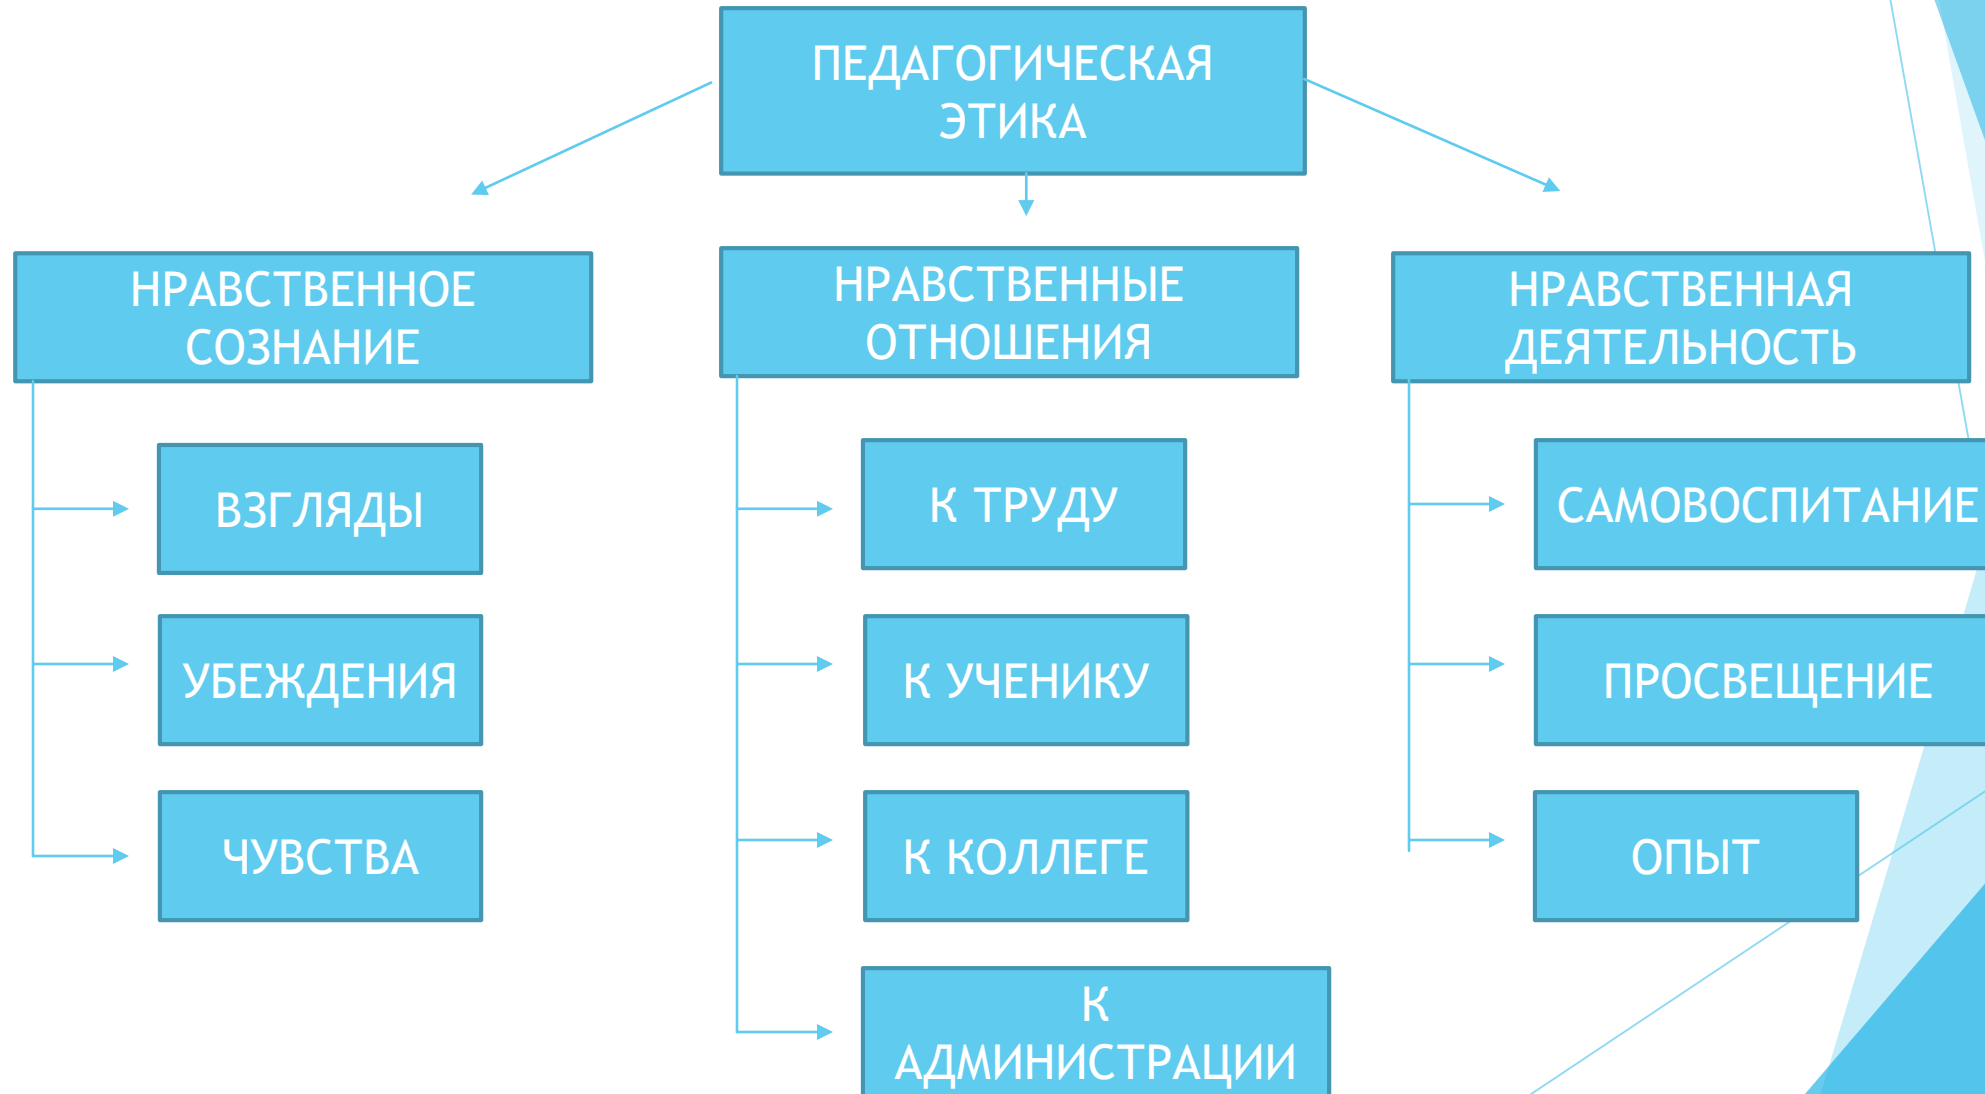 ПЕДАГОГИЧЕСКАЯ
ЭТИКА
НРАВСТВЕННОЕ
СОЗНАНИЕ
ВЗГЛЯДЫ
УБЕЖДЕНИЯ
ЧУВСТВА
НРАВСТВЕННЫЕ
ОТНОШЕНИЯ
К ТРУДУ
К УЧЕНИКУ
К КОЛЛЕГЕ
К
АДМИНИСТРАЦИИ
НРАВСТВЕННАЯ
ДЕЯТЕЛЬНОСТЬ
САМОВОСПИТАНИЕ
ПРОСВЕЩЕНИЕ
ОПЫТ